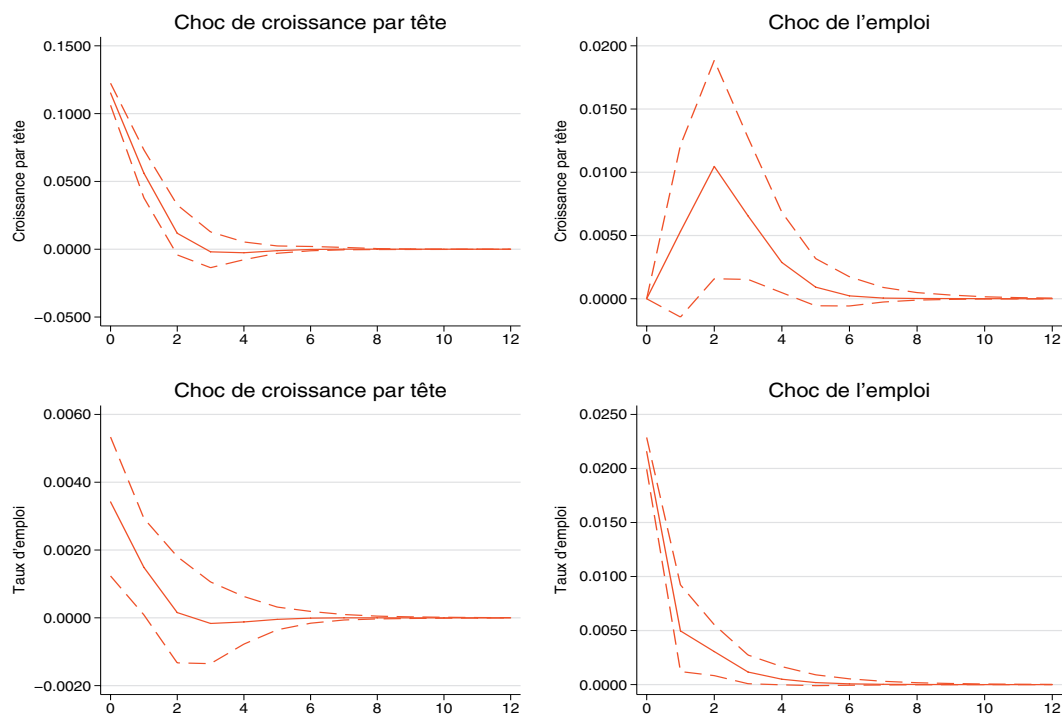 Choc de croissance par tête
0.1500
0.1000
0.0500
0.0000
−0.0500
Croissance par tête
0 2 4 6 8 10 12
Choc de l'emploi
0.0200
0.0150
0.0100
0.0050
0.0000
Croissance par tête
0 2 4 6 8 10 12
Choc de croissance par tête
0.0060
0.0040
0.0020
0.0000
−0.0020
Taux d'emploi
0 2 4 6 8 10 12
Choc de l'emploi
0.0250
0.0200
0.0150
0.0100
0.0050
0.0000
Taux d'emploi
0 2 4 6 8 10 12